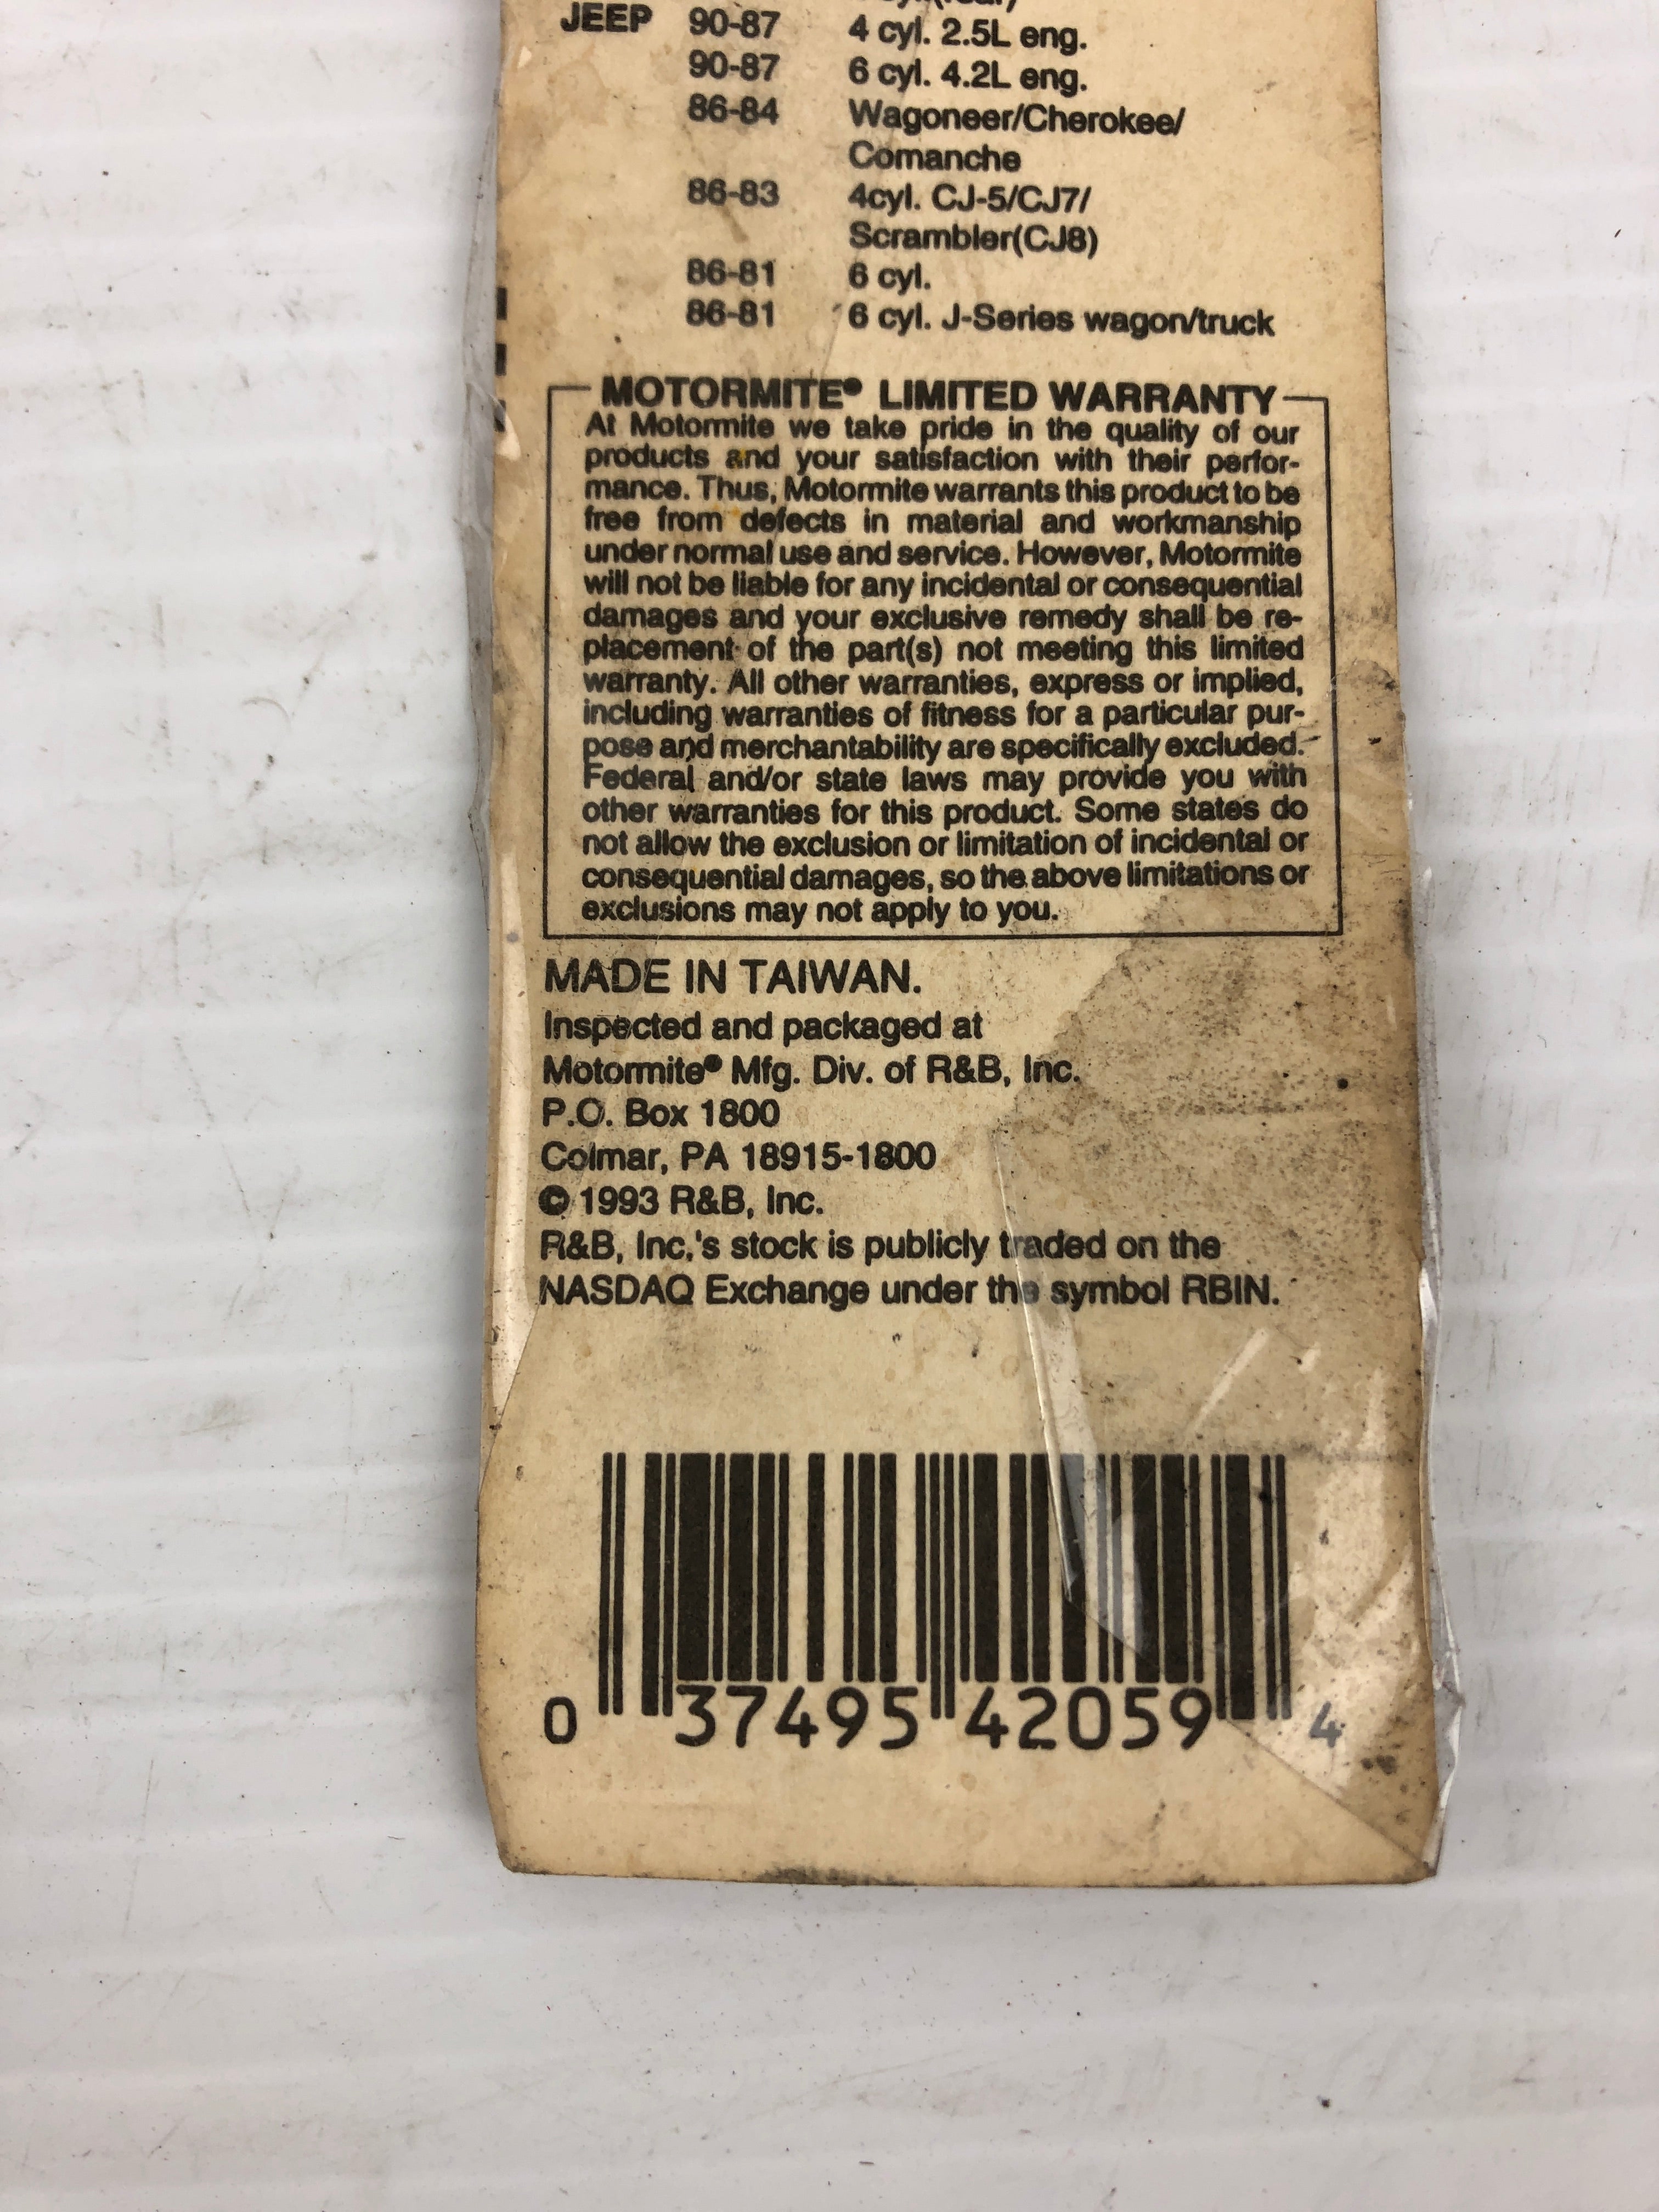 JEEP 90-87 4 cyl. 2.5L eng.
90-87 6 cyl. 4.2L eng.
86-84 Wagoneer/Cherokee/
Comanche
86-83 4cyl. CJ-5/CJ7/
Scrambler(CJ8)
86-81 6 cyl.
86-81 6 cyl. J-Series wagon/truck
MOTORMITE® LIMITED WARRANTY
At Motormite we take pride in the quality of our
products and your satisfaction with their perfor-
mance. Thus, Motormite warrants this product to be
free from defects in material and workmanship
under normal use and service. However, Motormite
will not be liable for any incidental or consequential
damages and your exclusive remedy shall be re-
placement of the part(s) not meeting this limited
warranty. All other warranties, express or implied,
including warranties of fitness for a particular pur-
pose and merchantability are specifically excluded.
Federal and/or state laws may provide you with
other warranties for this product. Some states do
not allow the exclusion or limitation of incidental or
consequential damages, so the above limitations or
exclusions may not apply to you.
MADE IN TAIWAN.
Inspected and packaged at
Motormite® Mfg. Div. of R&B, Inc.
P.O. Box 1800
Colmar, PA 18915-1800
© 1993 R&B, Inc.
R&B, Inc.'s stock is publicly traded on the
NASDAQ Exchange under the symbol RBIN.
0 37495 42059 4